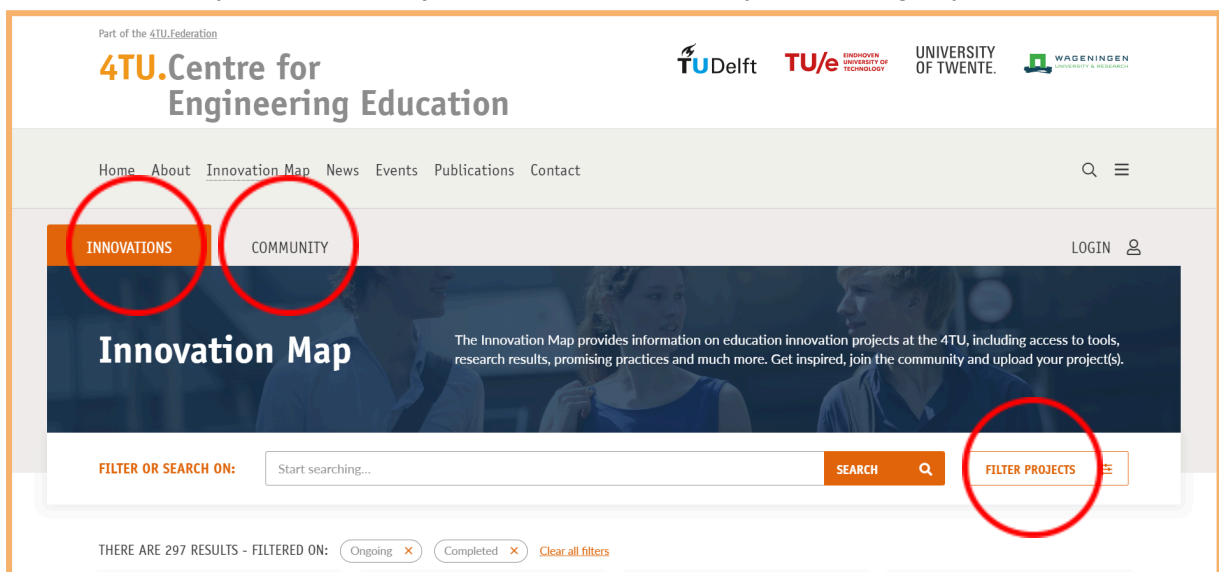 Part of the 4TU.Federation
4TU.Centre for
Engineering Education
TUDelft
TU/e EINDHOVEN UNIVERSITY OF TECHNOLOGY
UNIVERSITY OF TWENTE.
WAGENINGEN
UNIVERSITY & RESEARCH
Home About Innovation Map News Events Publications Contact
INNOVATIONS COMMUNITY LOGIN
Innovation Map
The Innovation Map provides information on education innovation projects at the 4TU, including access to tools,
research results, promising practices and much more. Get inspired, join the community and upload your project(s).
FILTER OR SEARCH ON: Start searching... SEARCH FILTER PROJECTS
THERE ARE 297 RESULTS - FILTERED ON: Ongoing × Completed × Clear all filters